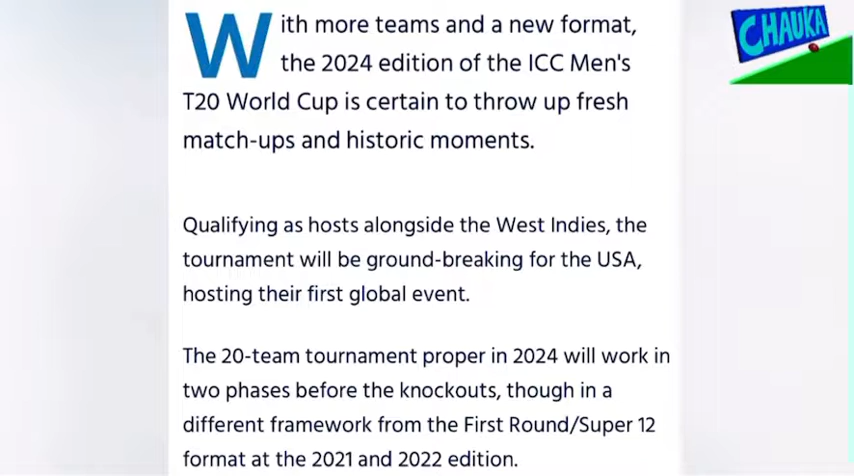 CHAUKA
With more teams and a new format,
the 2024 edition of the ICC Men's
T20 World Cup is certain to throw up fresh
match-ups and historic moments.
Qualifying as hosts alongside the West Indies, the
tournament will be ground-breaking for the USA,
hosting their first global event.
The 20-team tournament proper in 2024 will work in
two phases before the knockouts, though in a
different framework from the First Round/Super 12
format at the 2021 and 2022 edition.